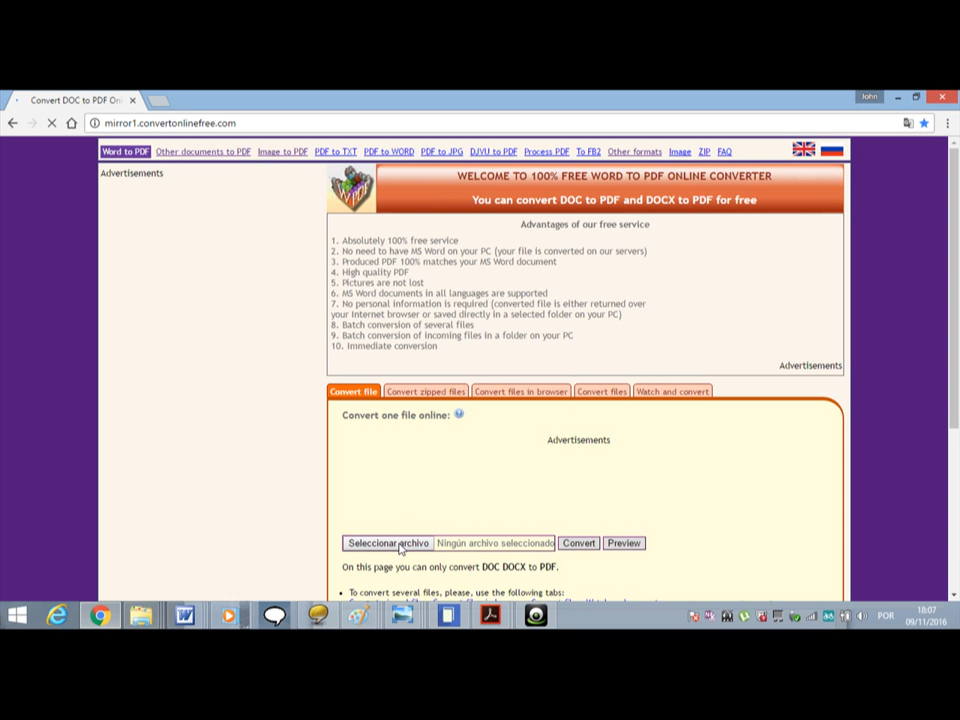 Convert DOC to PDF Onl
John
mirror1.convertonlinefree.com
Word to PDF Other documents to PDF Image to PDF PDF to TXT PDF to WORD PDF to JPG DJVU to PDF Process PDF To FB2 Other formats Image ZIP FAQ
Advertisements
WPDF
WELCOME TO 100% FREE WORD TO PDF ONLINE CONVERTER
You can convert DOC to PDF and DOCX to PDF for free
Advantages of our free service
1. Absolutely 100% free service
2. No need to have MS Word on your PC (your file is converted on our servers)
3. Produced PDF 100% matches your MS Word document
4. High quality PDF
5. Pictures are not lost
6. MS Word documents in all languages are supported
7. No personal information is required (converted file is either returned over
your Internet browser or saved directly in a selected folder on your PC)
8. Batch conversion of several files
9. Batch conversion of incoming files in a folder on your PC
10. Immediate conversion
Advertisements
Convert file Convert zipped files Convert files in browser Convert files Watch and convert
Convert one file online:
Advertisements
Seleccionar archivo Ningún archivo seleccionado Convert Preview
On this page you can only convert DOC DOCX to PDF.
To convert several files, please, use the following tabs:
POR
18:07
09/11/2016